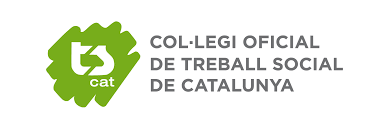 ts
cat
COL·LEGI OFICIAL
DE TREBALL SOCIAL
DE CATALUNYA